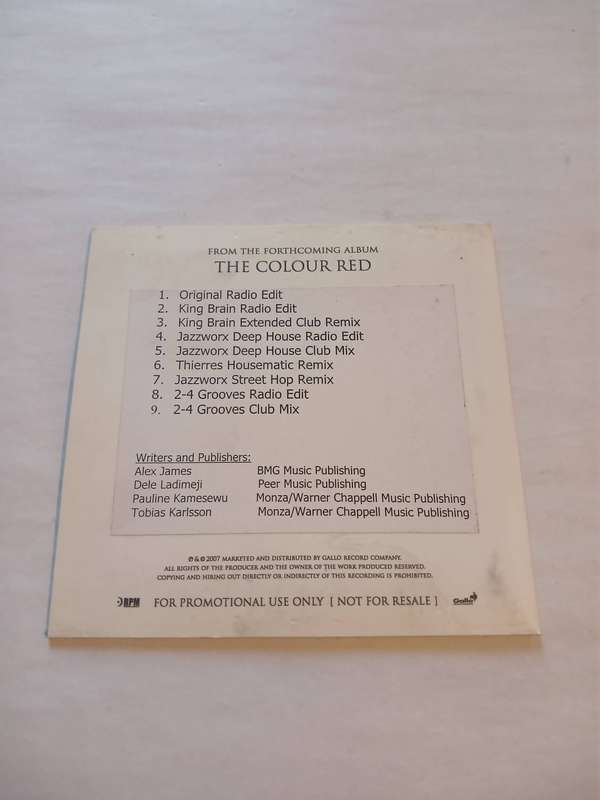 FROM THE FORTHCOMING ALBUM
THE COLOUR RED
1. Original Radio Edit
2. King Brain Radio Edit
3. King Brain Extended Club Remix
4. Jazzworx Deep House Radio Edit
5. Jazzworx Deep House Club Mix
6. Thierres Housematic Remix
7. Jazzworx Street Hop Remix
8. 2-4 Grooves Radio Edit
9. 2-4 Grooves Club Mix
Writers and Publishers:
Alex James BMG Music Publishing
Dele Ladimeji Peer Music Publishing
Pauline Kamesewu Monza/Warner Chappell Music Publishing
Tobias Karlsson Monza/Warner Chappell Music Publishing
℗ & © 2007 MARKETED AND DISTRIBUTED BY GALLO RECORD COMPANY.
ALL RIGHTS OF THE PRODUCER AND THE OWNER OF THE WORK PRODUCED RESERVED.
COPYING AND HIRING OUT DIRECTLY OR INDIRECTLY OF THIS RECORDING IS PROHIBITED.
RPM FOR PROMOTIONAL USE ONLY [ NOT FOR RESALE ] Gallo